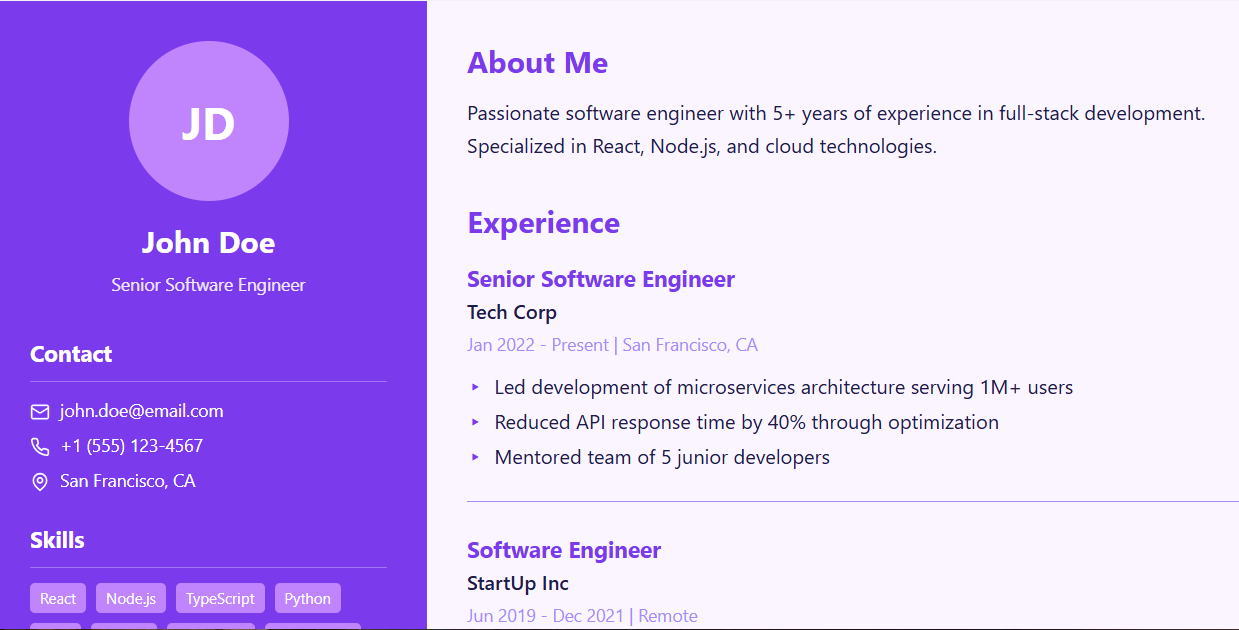 JD
John Doe
Senior Software Engineer
Contact
john.doe@email.com
+1 (555) 123-4567
San Francisco, CA
Skills
React Node.js TypeScript Python
About Me
Passionate software engineer with 5+ years of experience in full-stack development.
Specialized in React, Node.js, and cloud technologies.
Experience
Senior Software Engineer
Tech Corp
Jan 2022 - Present | San Francisco, CA
‣ Led development of microservices architecture serving 1M+ users
‣ Reduced API response time by 40% through optimization
‣ Mentored team of 5 junior developers
Software Engineer
StartUp Inc
Jun 2019 - Dec 2021 | Remote